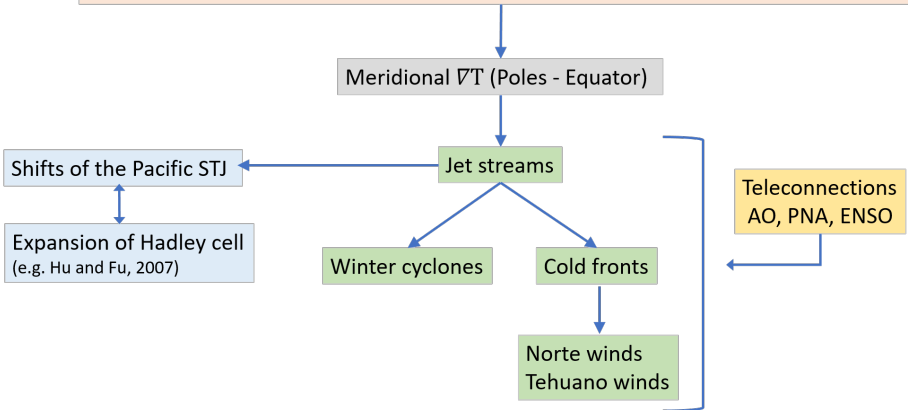 Meridional ∇T (Poles - Equator)
Jet streams
Shifts of the Pacific STJ
Teleconnections
AO, PNA, ENSO
Expansion of Hadley cell
(e.g. Hu and Fu, 2007)
Winter cyclones
Cold fronts
Norte winds
Tehuano winds